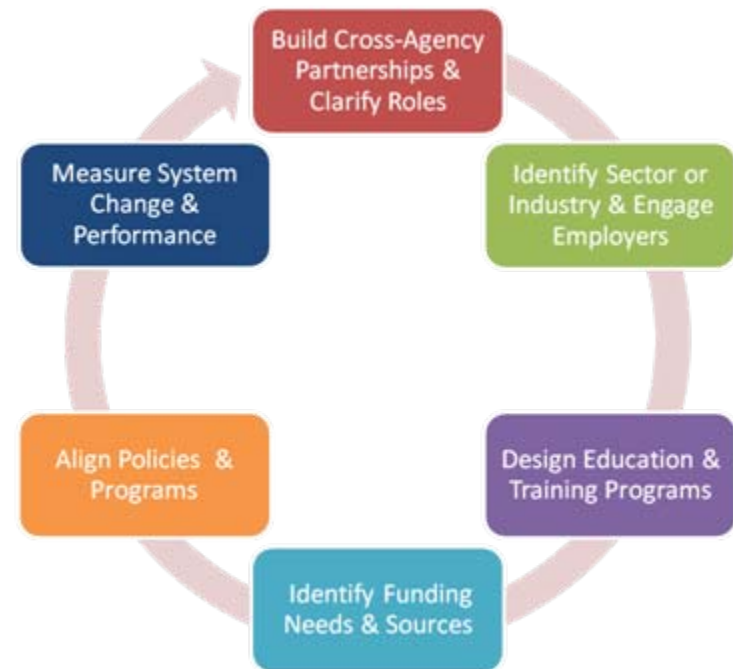 Build Cross-Agency
Partnerships &
Clarify Roles
Identify Sector or
Industry & Engage
Employers
Design Education &
Training Programs
Identify Funding
Needs & Sources
Align Policies &
Programs
Measure System
Change &
Performance